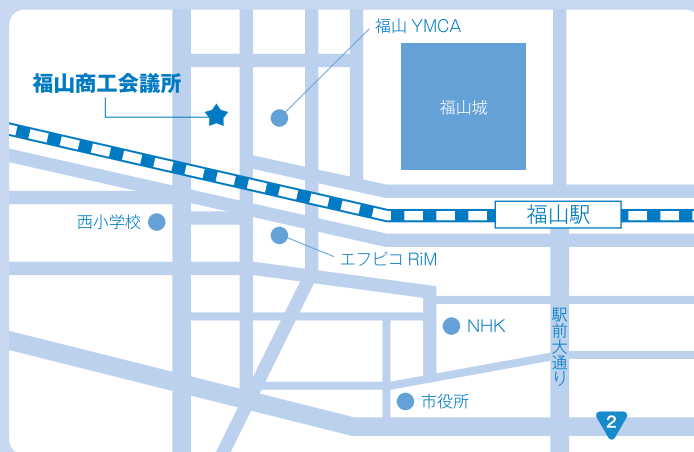 福山 YMCA
福山商工会議所
福山城
福山駅
西小学校
エフピコ RiM
駅前大通り
NHK
市役所
2